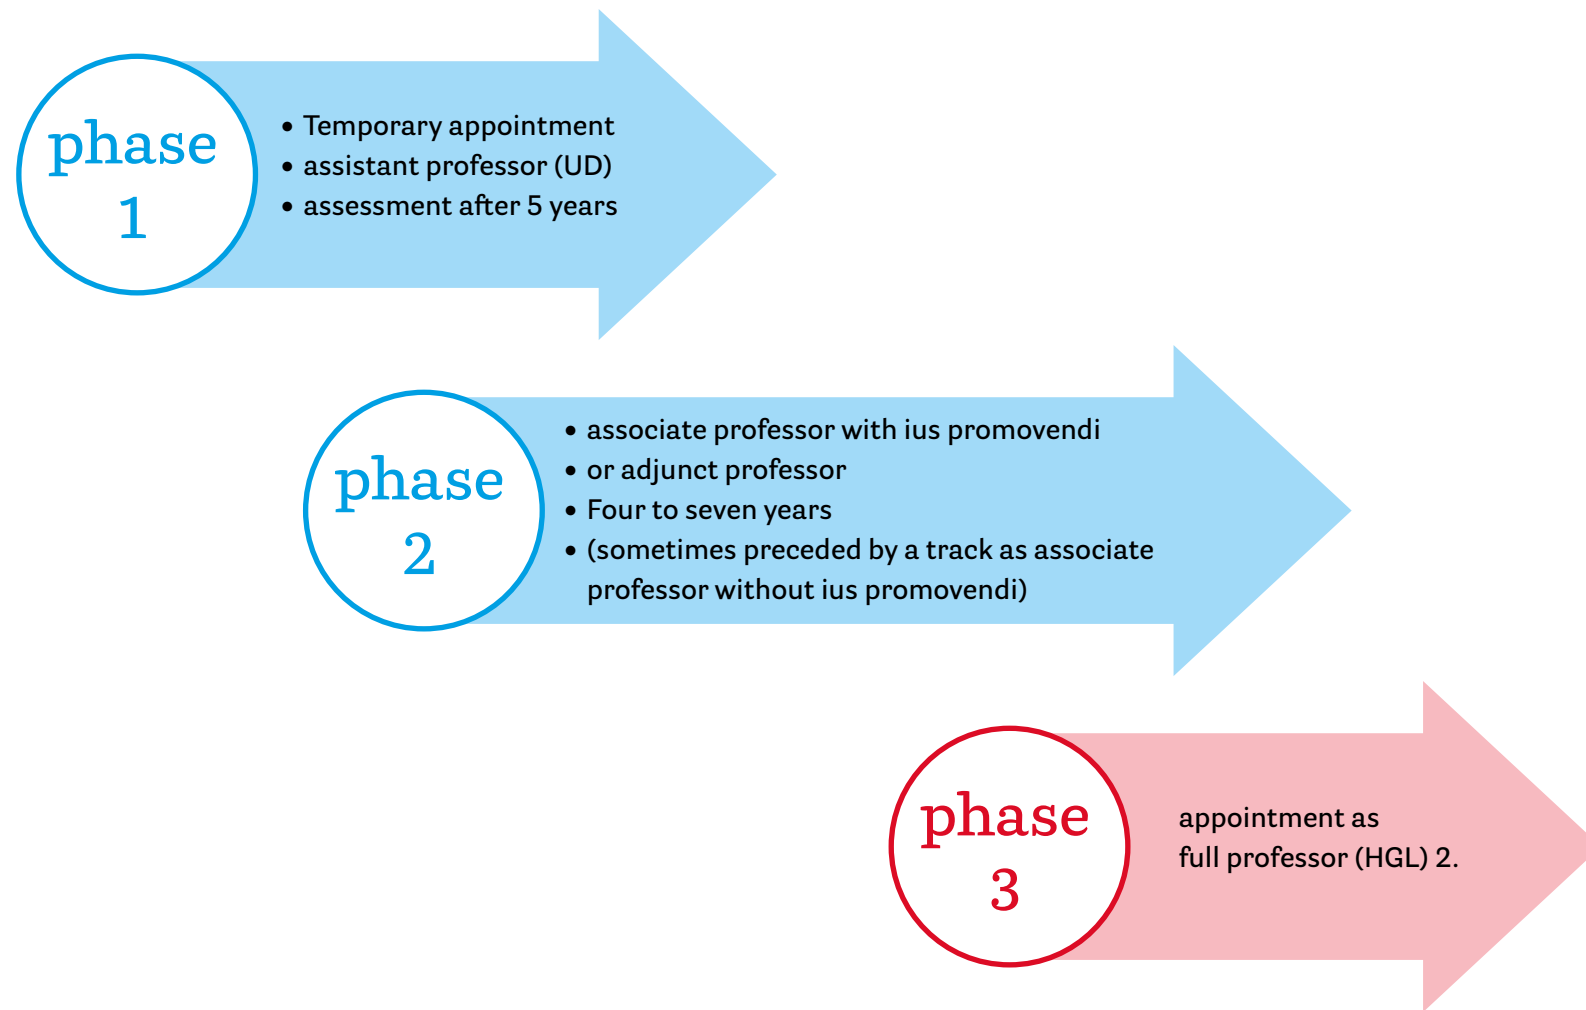 phase
1
• Temporary appointment
• assistant professor (UD)
• assessment after 5 years
phase
2
• associate professor with ius promovendi
• or adjunct professor
• Four to seven years
• (sometimes preceded by a track as associate
professor without ius promovendi)
phase
3
appointment as
full professor (HGL) 2.